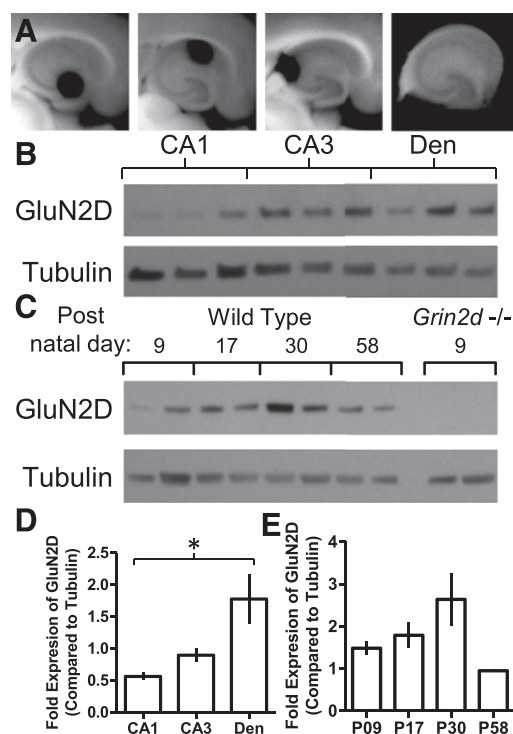 A
B
CA1 CA3 Den
GluN2D
Tubulin
C
Post Wild Type Grin2d -/-
natal day: 9 17 30 58 9
GluN2D
Tubulin
D
Fold Expresion of GluN2D
(Compared to Tubulin)
2.5
2.0
1.5
1.0
0.5
0.0
*
CA1 CA3 Den
E
Fold Expresion of GluN2D
(Compared to Tubulin)
4
3
2
1
0
P09 P17 P30 P58